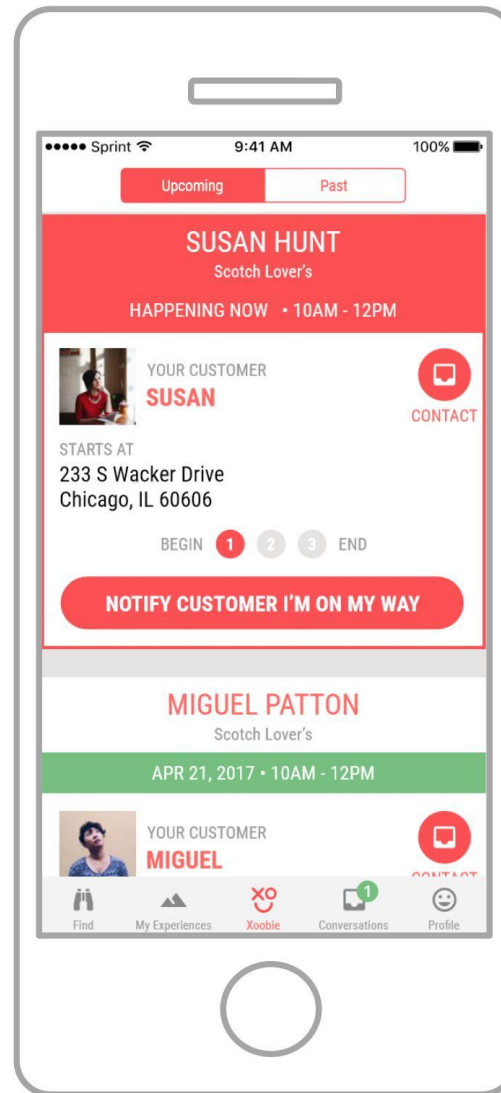 Sprint 9:41 AM 100%
Upcoming Past
SUSAN HUNT
Scotch Lover's
HAPPENING NOW • 10AM - 12PM
YOUR CUSTOMER
SUSAN
CONTACT
STARTS AT
233 S Wacker Drive
Chicago, IL 60606
BEGIN 1 2 3 END
NOTIFY CUSTOMER I'M ON MY WAY
MIGUEL PATTON
Scotch Lover's
APR 21, 2017 • 10AM - 12PM
YOUR CUSTOMER
MIGUEL
CONTACT
XO 1
Find My Experiences Xoobie Conversations Profile